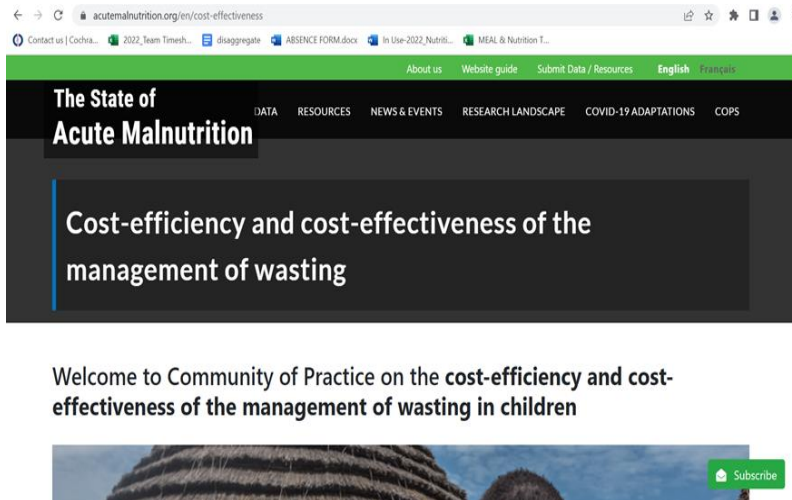 acutemalnutrition.org/en/cost-effectiveness
Contact us | Cochra... 2022_Team Timesh... disaggregate ABSENCE FORM.docx In Use-2022_Nutriti... MEAL & Nutrition T...
About us Website guide Submit Data / Resources English Français
The State of
Acute Malnutrition
DATA RESOURCES NEWS & EVENTS RESEARCH LANDSCAPE COVID-19 ADAPTATIONS COPS
Cost-efficiency and cost-effectiveness of the
management of wasting
Welcome to Community of Practice on the cost-efficiency and cost-
effectiveness of the management of wasting in children
Subscribe